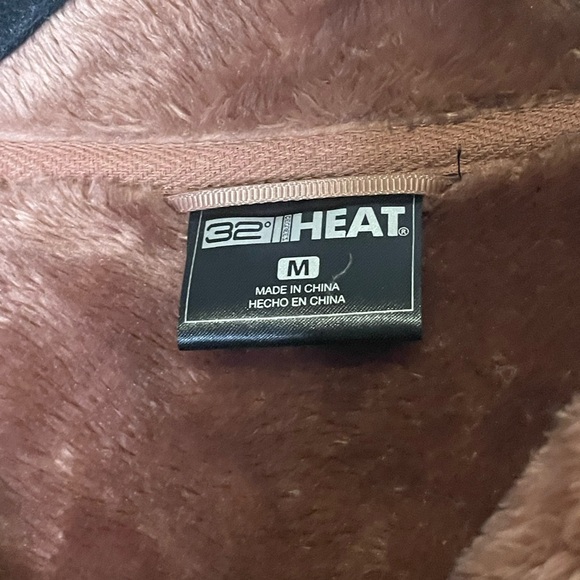 32° HEAT®
M
MADE IN CHINA
HECHO EN CHINA